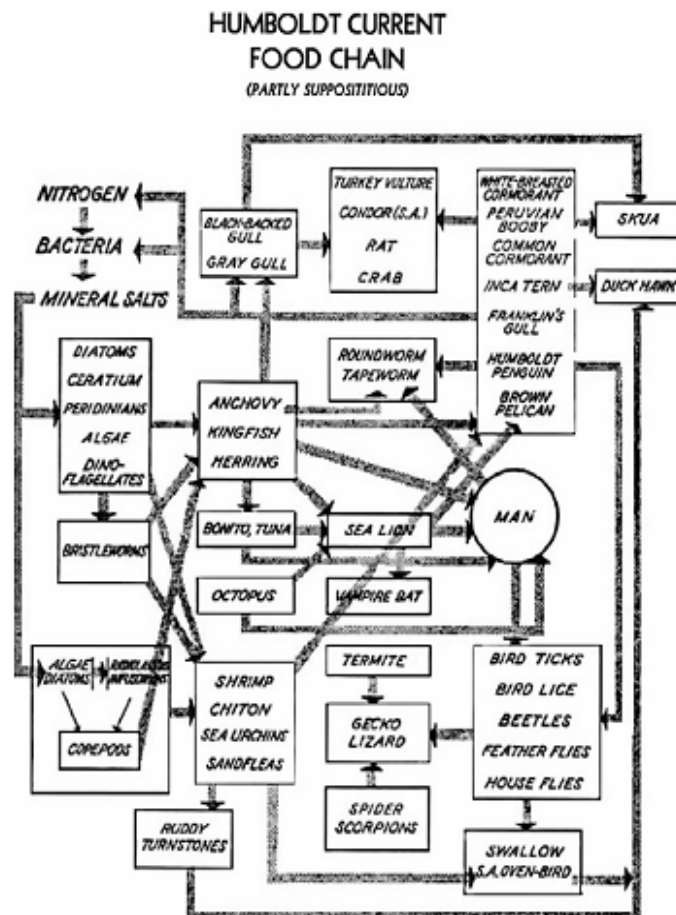 HUMBOLDT CURRENT
FOOD CHAIN
(PARTLY SUPPOSITITIOUS)
NITROGEN
BACTERIA
MINERAL SALTS
BLACK-BACKED
GULL
GRAY GULL
TURKEY VULTURE
CONDOR (S.A.)
RAT
CRAB
WHITE-BREASTED
CORMORANT
PERUVIAN
BOOBY
COMMON
CORMORANT
INCA TERN
FRANKLIN'S
GULL
HUMBOLDT
PENGUIN
BROWN
PELICAN
SKUA
DUCK HAWK
DIATOMS
CERATIUM
PERIDINIANS
ALGAE
DINO-
FLAGELLATES
ANCHOVY
KINGFISH
HERRING
ROUNDWORM
TAPEWORM
MAN
BRISTLEWORMS
BONITO, TUNA
SEA LION
OCTOPUS
VAMPIRE BAT
ALGAE
DIATOMS
COPEPODS
SHRIMP
CHITON
SEA URCHINS
SANDFLEAS
TERMITE
GECKO
LIZARD
SPIDER
SCORPIONS
BIRD TICKS
BIRD LICE
BEETLES
FEATHER FLIES
HOUSE FLIES
RUDDY
TURNSTONES
SWALLOW
S.A. OVEN-BIRD